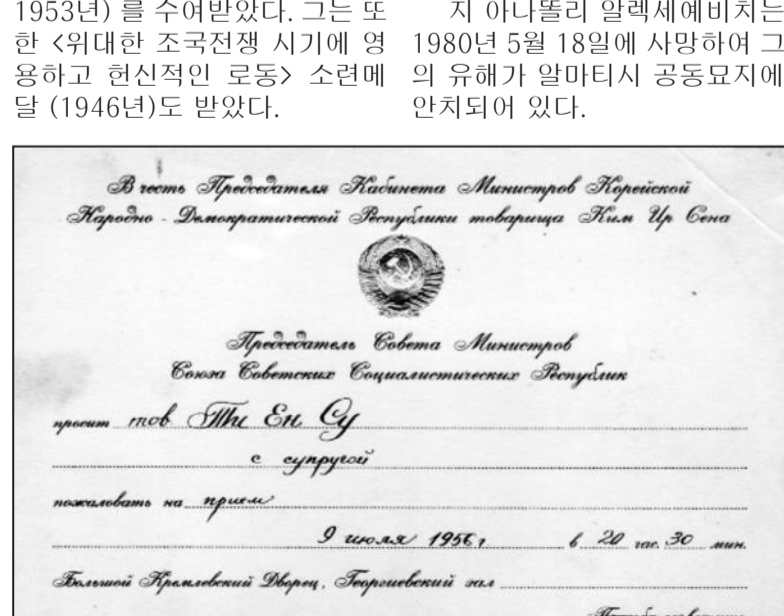 1953년) 를 수여받았다. 그는 또
한 <위대한 조국전쟁 시기에 영
용하고 헌신적인 로동> 소련메
달 (1946년)도 받았다.
지 아나똘리 알렉세예비치는
1980년 5월 18일에 사망하여 그
의 유해가 알마티시 공동묘지에
안치되어 있다.
В честь Председателя Кабинета Министров Корейской
Народно - Демократической Республики товарища Ким Ир Сена
Председатель Совета Министров
Союза Советских Социалистических Республик
просит тов Тти Ен Су
с супругой
пожаловать на прием
9 июля 1956 г в 20 час. 30 мин.
Большой Кремлевский Дворец, Георгиевский зал